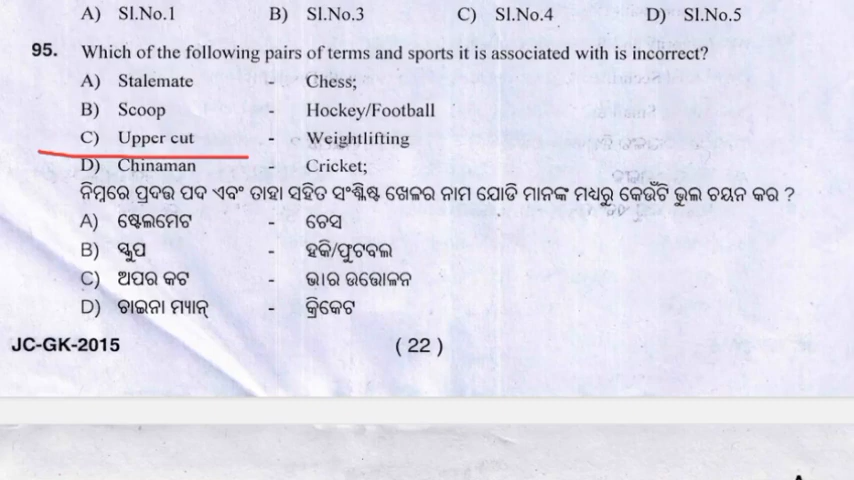 A) Sl.No.1 B) Sl.No.3 C) Sl.No.4 D) Sl.No.5
95. Which of the following pairs of terms and sports it is associated with is incorrect?
A) Stalemate - Chess;
B) Scoop - Hockey/Football
C) Upper cut - Weightlifting
D) Chinaman - Cricket;
ନିମ୍ନରେ ପ୍ରଦତ୍ତ ପଦ ଏବଂ ତାହା ସହିତ ସଂଶ୍ଳିଷ୍ଟ ଖେଳର ନାମ ଯୋଡି ମାନଙ୍କ ମଧ୍ୟରୁ କେଉଁଟି ଭୁଲ ଚୟନ କର ?
A) ଷ୍ଟେଲମେଟ - ଚେସ୍
B) ସ୍କୁପ - ହକି/ଫୁଟବଲ
C) ଅପର କଟ - ଭାର ଉତ୍ତୋଳନ
D) ଚାଇନା ମ୍ୟାନ୍ - କ୍ରିକେଟ
JC-GK-2015 ( 22 )